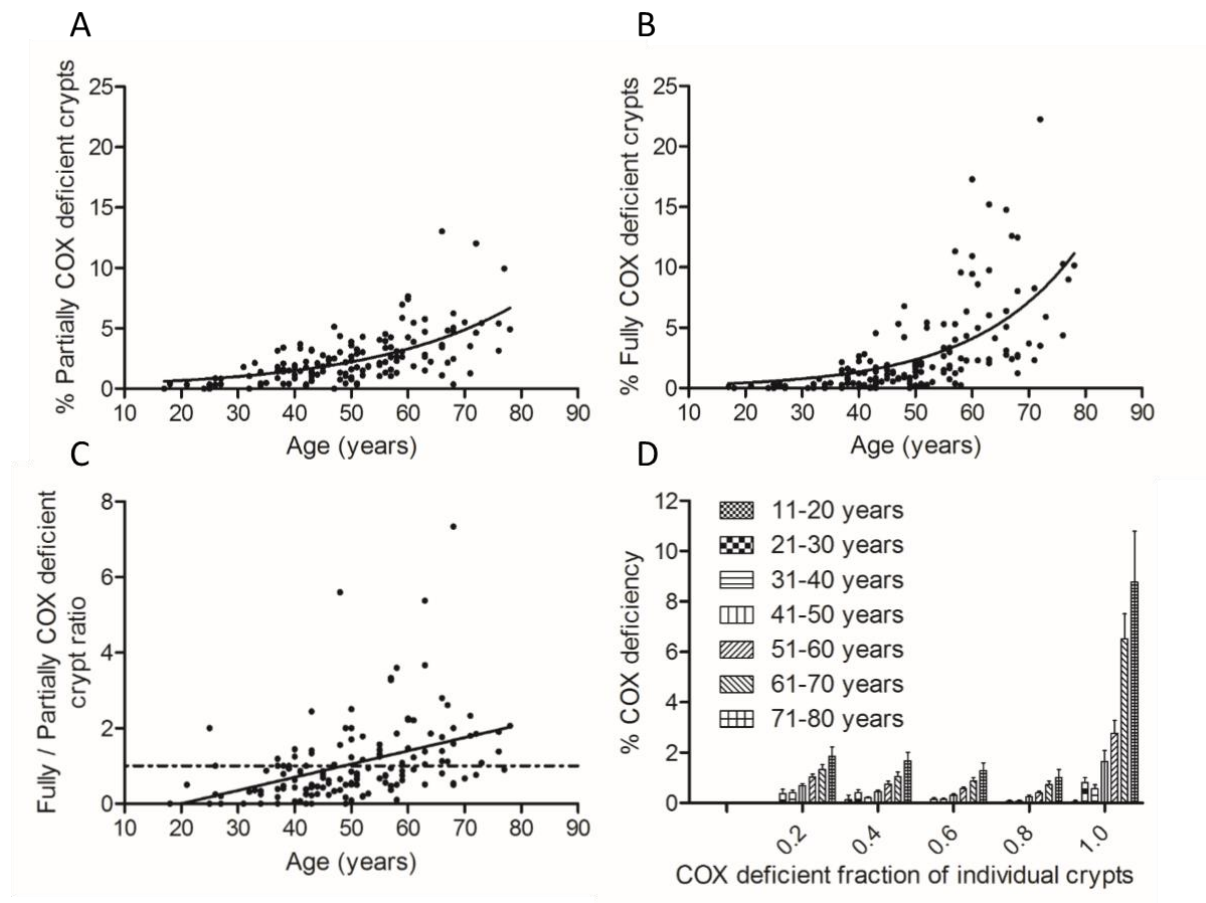 A
% Partially COX deficient crypts
25
20
15
10
5
0
10 20 30 40 50 60 70 80 90
Age (years)
B
% Fully COX deficient crypts
25
20
15
10
5
0
10 20 30 40 50 60 70 80 90
Age (years)
C
Fully / Partially COX deficient
crypt ratio
8
6
4
2
0
10 20 30 40 50 60 70 80 90
Age (years)
D
% COX deficiency
12
10
8
6
4
2
0
11-20 years
21-30 years
31-40 years
41-50 years
51-60 years
61-70 years
71-80 years
0.2 0.4 0.6 0.8 1.0
COX deficient fraction of individual crypts